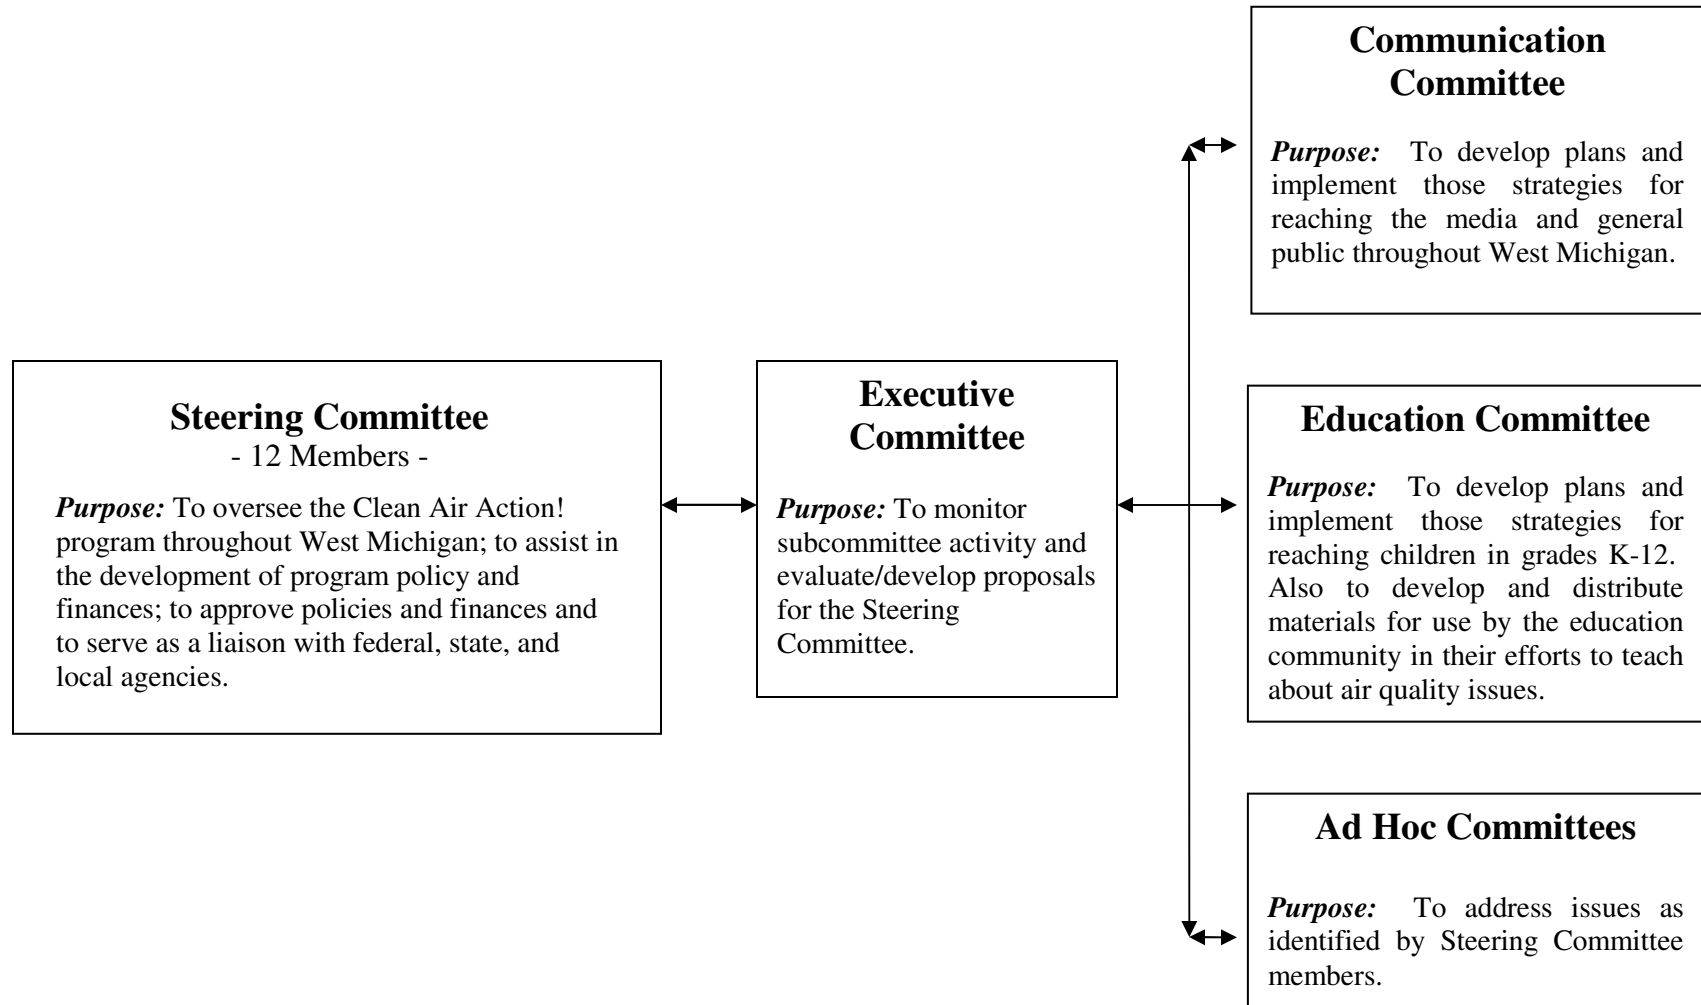 Steering Committee
- 12 Members -
Purpose: To oversee the Clean Air Action!
program throughout West Michigan; to assist in
the development of program policy and
finances; to approve policies and finances and
to serve as a liaison with federal, state, and
local agencies.
Executive
Committee
Purpose: To monitor
subcommittee activity and
evaluate/develop proposals
for the Steering
Committee.
Communication
Committee
Purpose: To develop plans and
implement those strategies for
reaching the media and general
public throughout West Michigan.
Education Committee
Purpose: To develop plans and
implement those strategies for
reaching children in grades K-12.
Also to develop and distribute
materials for use by the education
community in their efforts to teach
about air quality issues.
Ad Hoc Committees
Purpose: To address issues as
identified by Steering Committee
members.